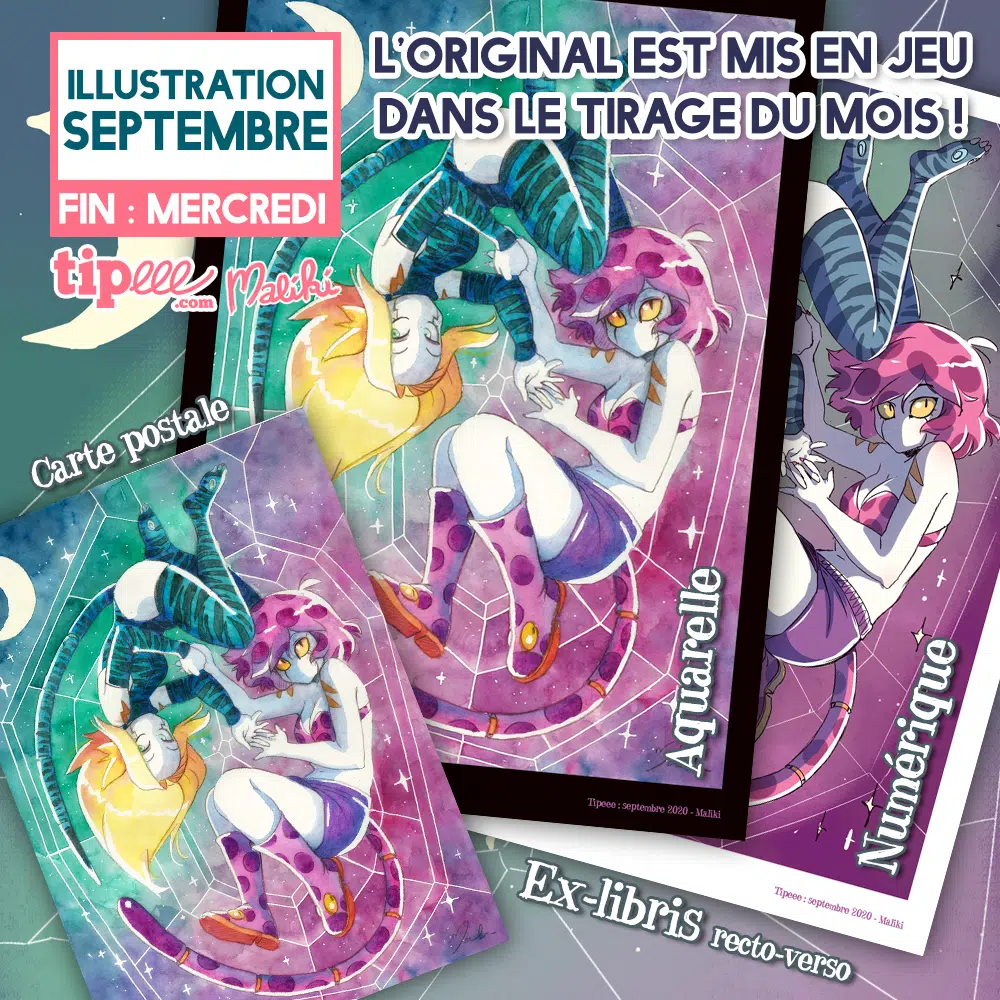 ILLUSTRATION
SEPTEMBRE
FIN : MERCREDI
tipeee.com Maliki
L'ORIGINAL EST MIS EN JEU
DANS LE TIRAGE DU MOIS !
Carte postale
Aquarelle
Tipeee : septembre 2020 - Maliki
Numérique
Tipeee : septembre 2020 - Maliki
Ex-libris recto-verso